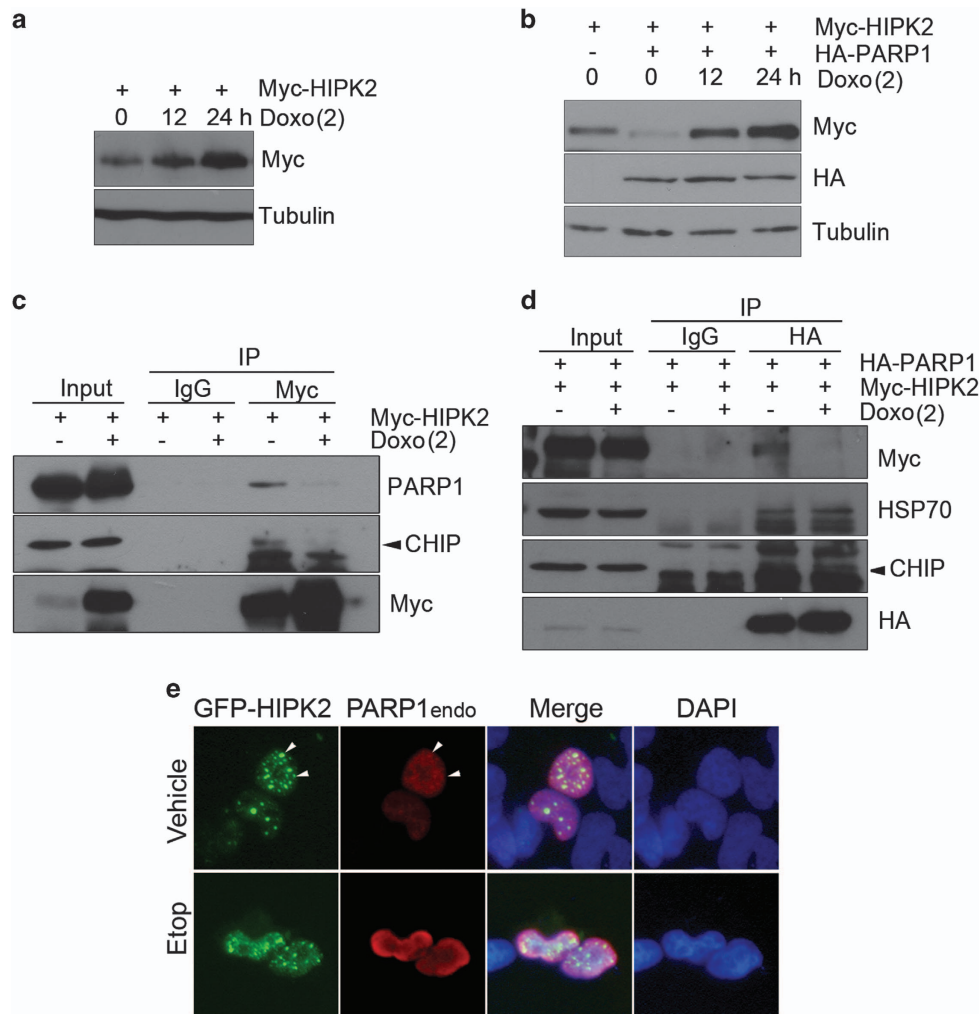 a
+ + + Myc-HIPK2
0 12 24 h Doxo(2)
Myc
Tubulin
b
+ + + + Myc-HIPK2
- + + + HA-PARP1
0 0 12 24 h Doxo(2)
Myc
HA
Tubulin
c
IP
Input IgG Myc
+ + + + + + Myc-HIPK2
- + - + - + Doxo(2)
PARP1
CHIP
Myc
d
IP
Input IgG HA
+ + + + + + HA-PARP1
+ + + + + + Myc-HIPK2
- + - + - + Doxo(2)
Myc
HSP70
CHIP
HA
e
GFP-HIPK2 PARP1endo Merge DAPI
Vehicle
Etop